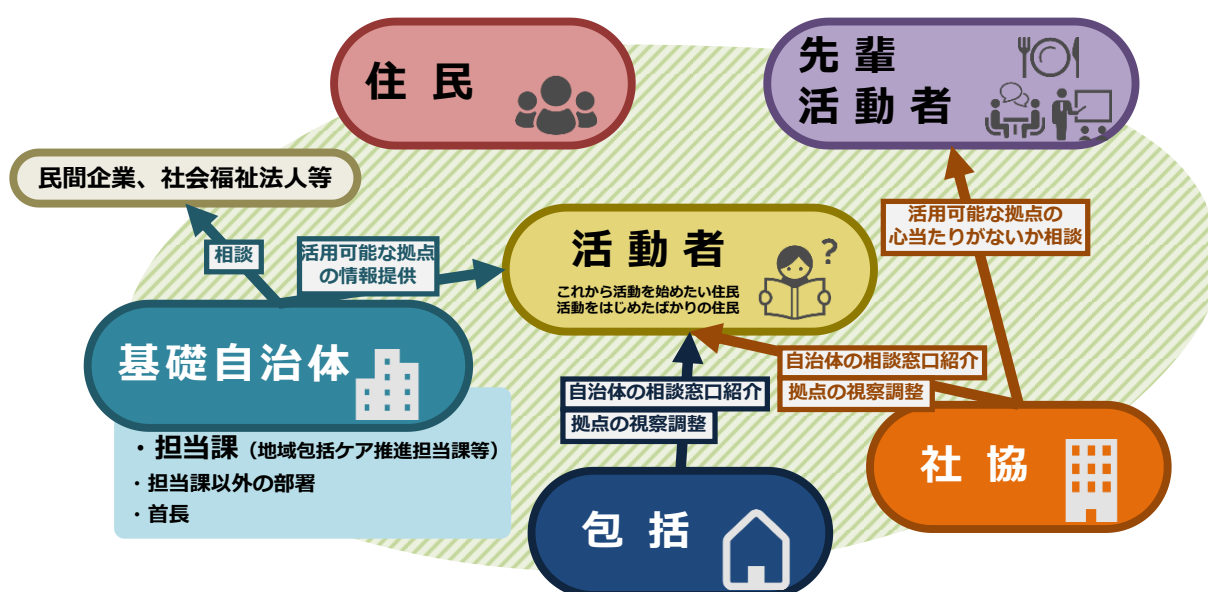 住民
先輩
活動者
民間企業、社会福祉法人等
相談
活用可能な拠点
の情報提供
活動者
これから活動を始めたい住民
活動をはじめたばかりの住民
?
活用可能な拠点の
心当たりがないか相談
基礎自治体
・担当課（地域包括ケア推進担当課等）
・担当課以外の部署
・首長
自治体の相談窓口紹介
拠点の視察調整
自治体の相談窓口紹介
拠点の視察調整
包括
社協